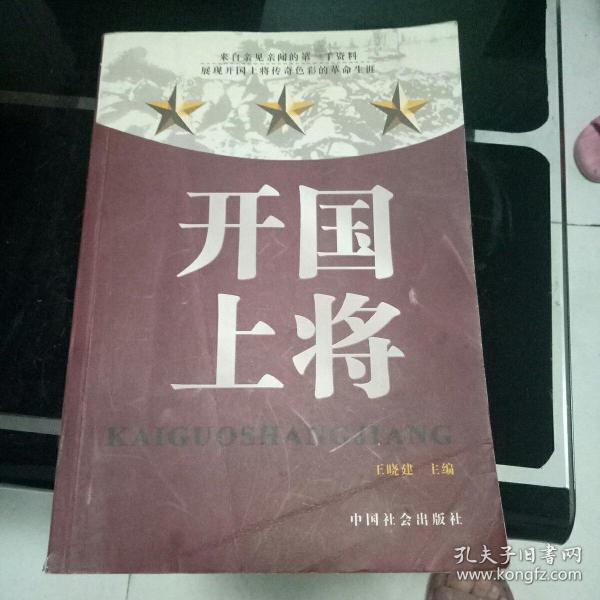 来自亲见亲闻的第一手资料
展现开国上将传奇色彩的革命生涯
开国
上将
KAIGUOSHANGJIANG
王晓建 主编
中国社会出版社
孔夫子旧书网
www.kongfz.com